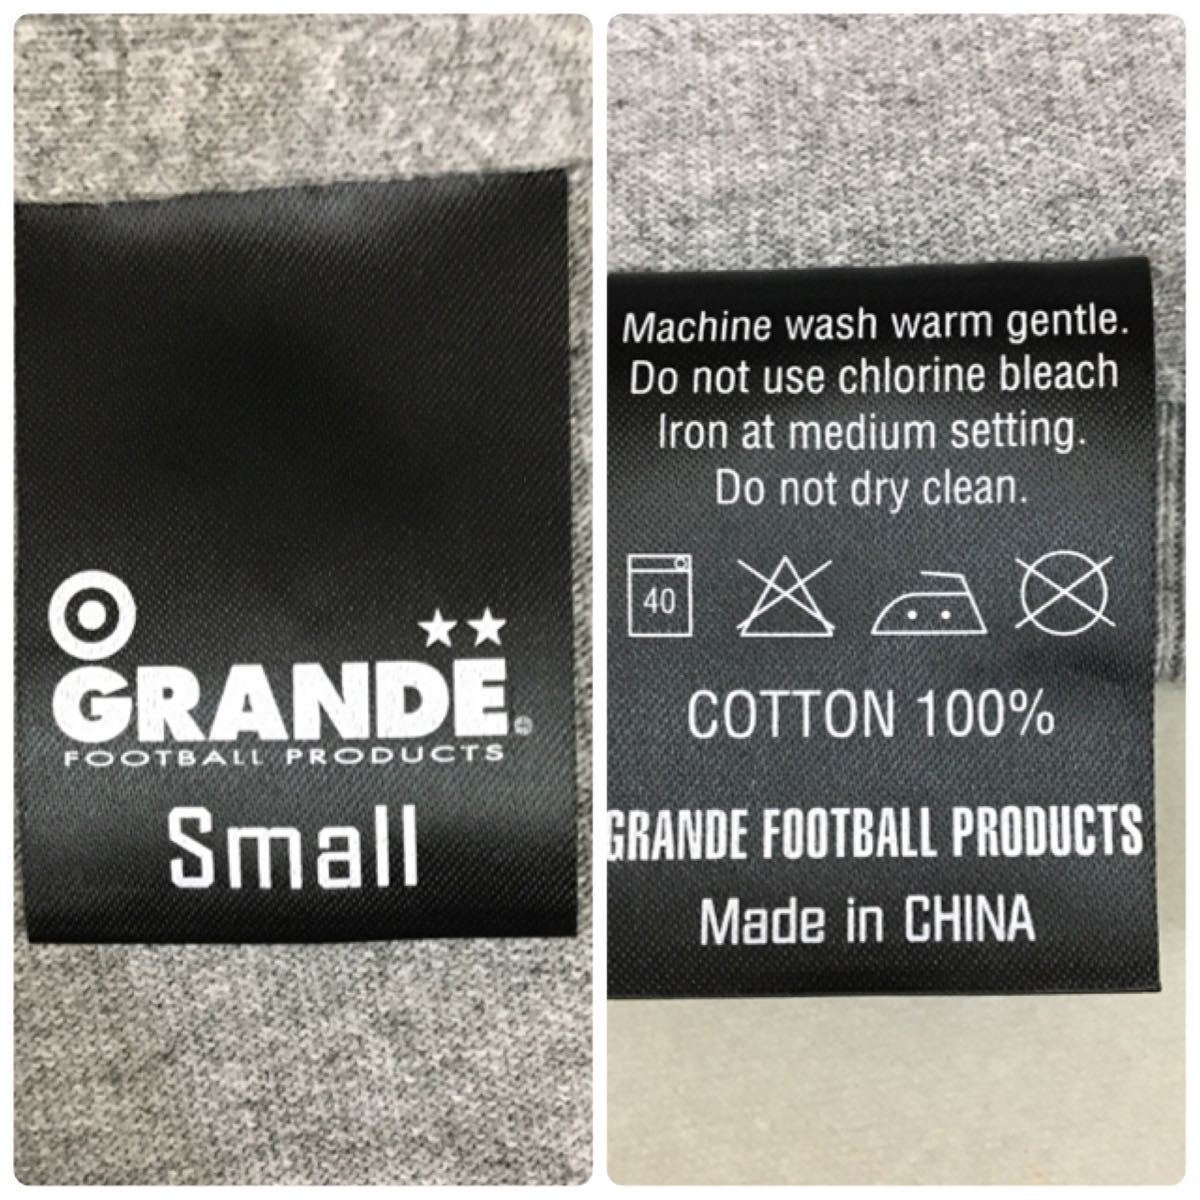 GRANDE
FOOTBALL PRODUCTS
Small
Machine wash warm gentle.
Do not use chlorine bleach
Iron at medium setting.
Do not dry clean.
40
COTTON 100%
GRANDE FOOTBALL PRODUCTS
Made in CHINA